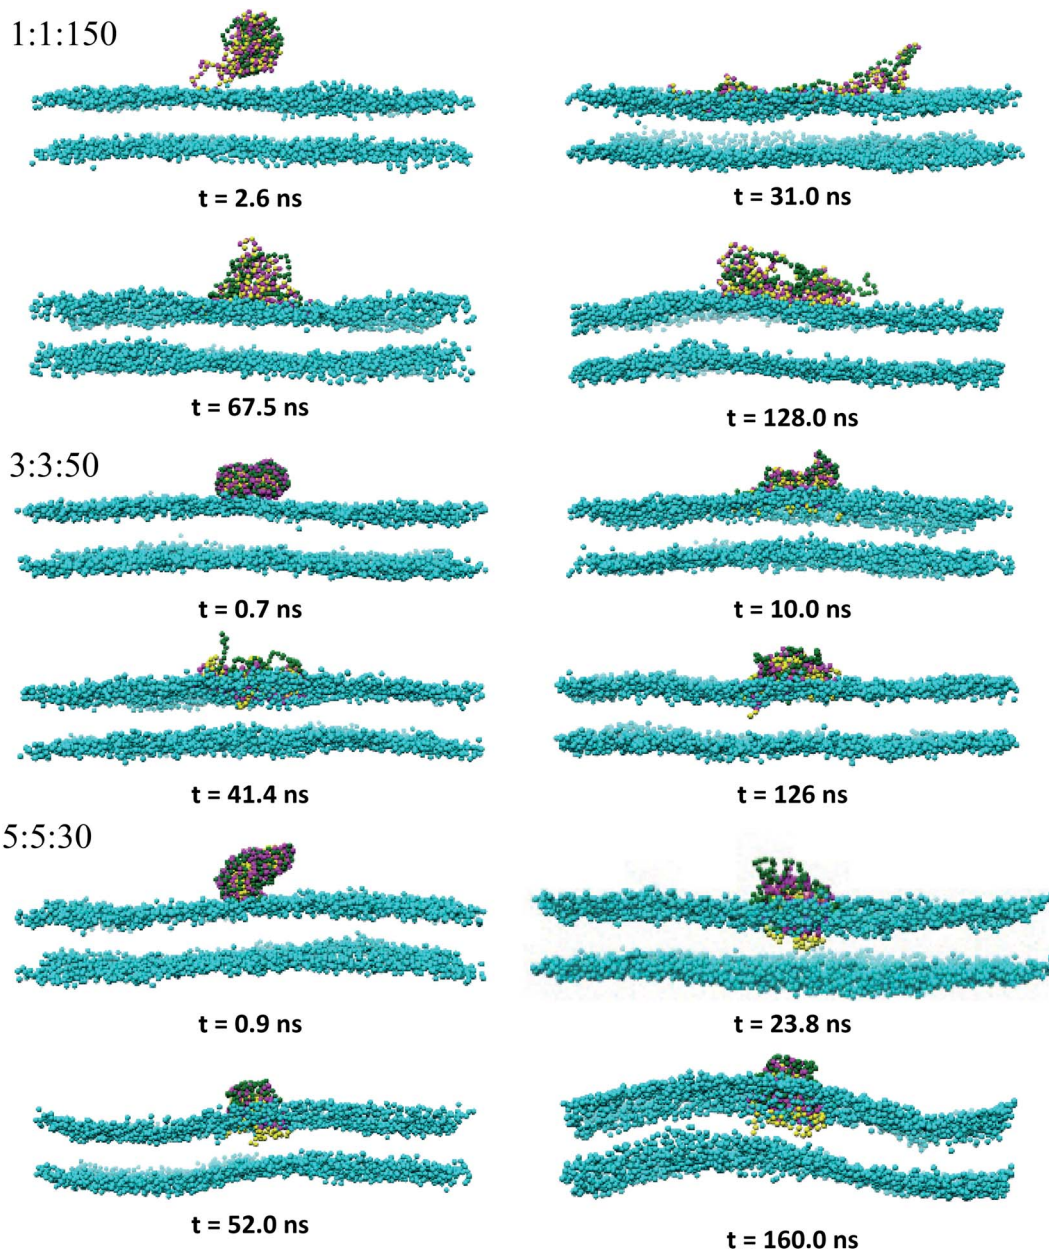 1:1:150
t = 2.6 ns
t = 31.0 ns
t = 67.5 ns
t = 128.0 ns
3:3:50
t = 0.7 ns
t = 10.0 ns
t = 41.4 ns
t = 126 ns
5:5:30
t = 0.9 ns
t = 23.8 ns
t = 52.0 ns
t = 160.0 ns